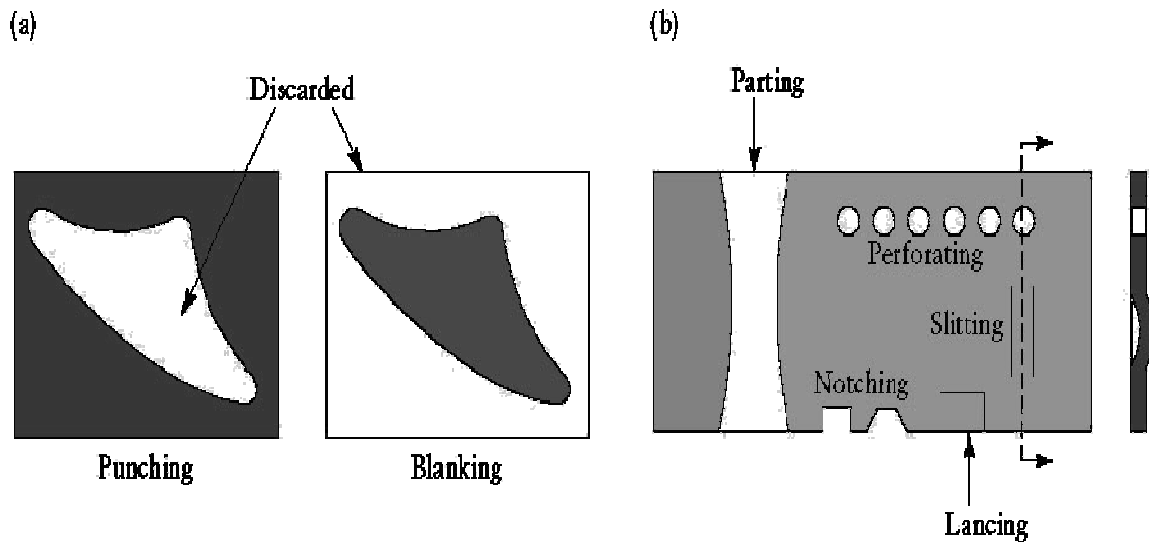 (a)
Discarded
Punching
Blanking
(b)
Parting
Perforating
Slitting
Notching
Lancing